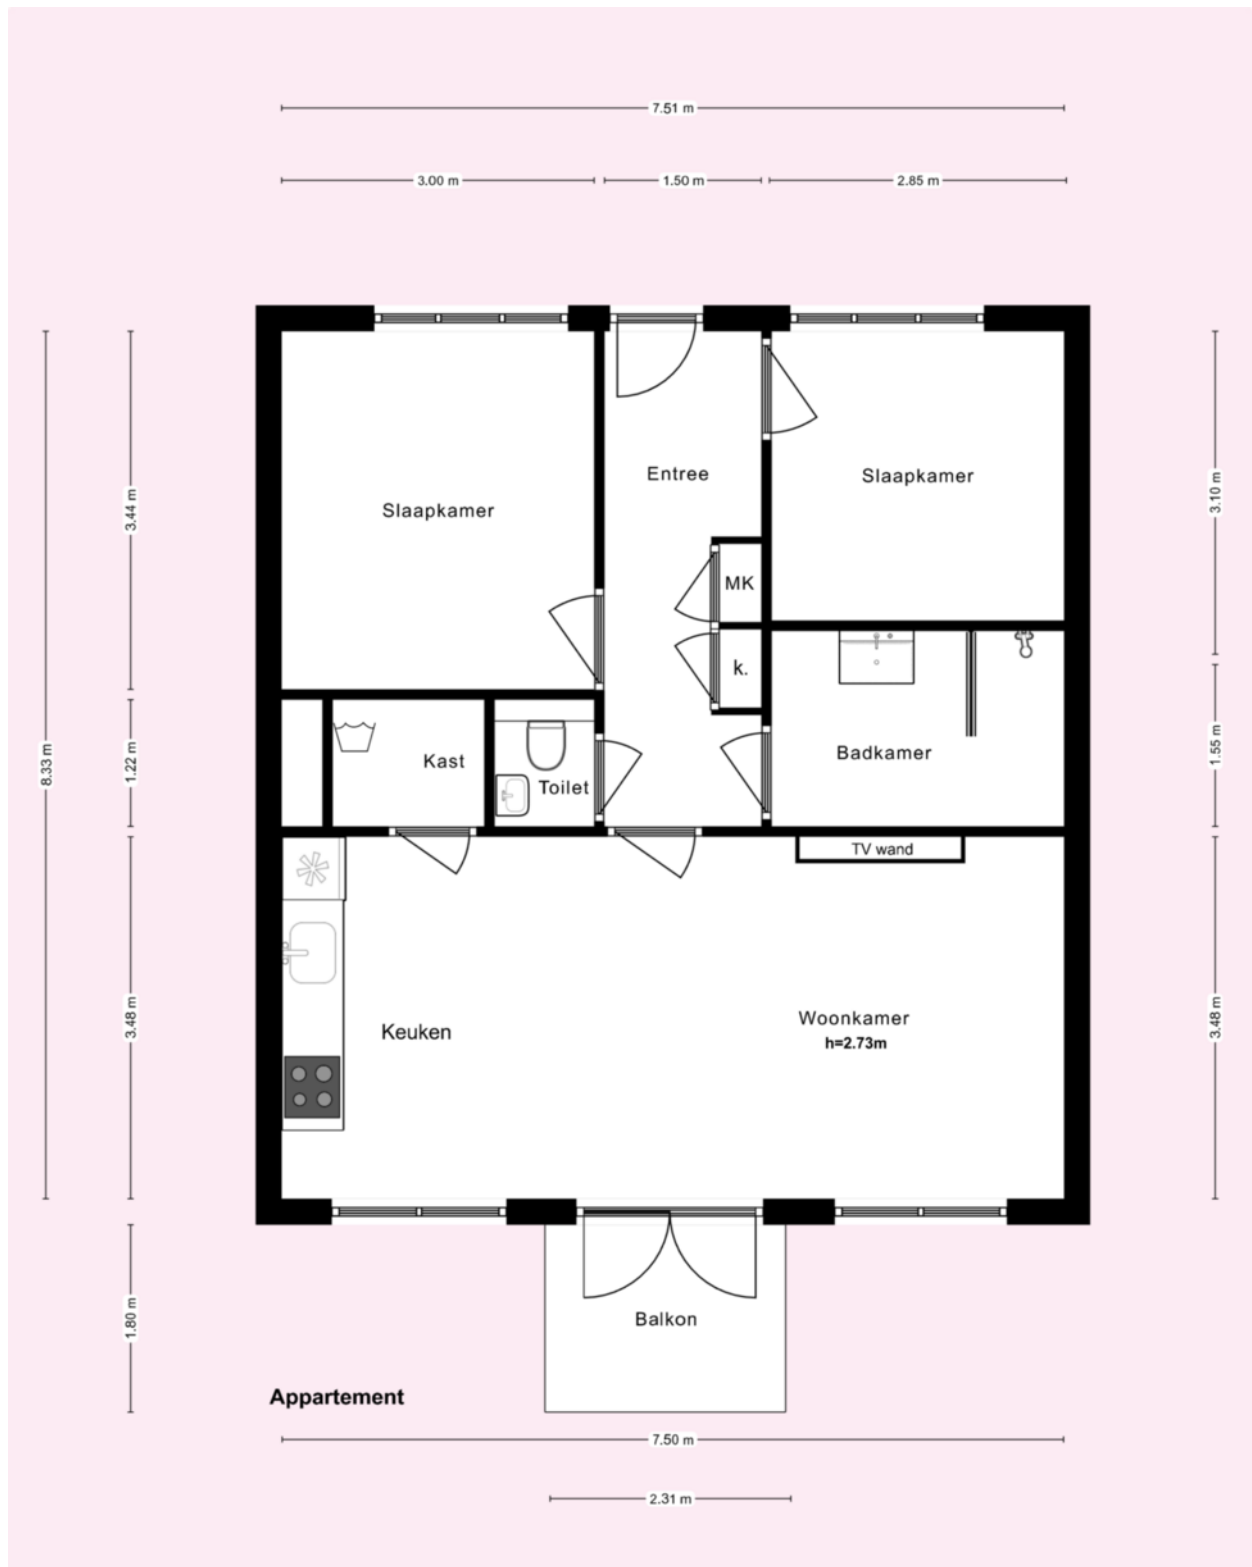 7.51 m
3.00 m
1.50 m
2.85 m
Entree
Slaapkamer
Slaapkamer
3.44 m
3.10 m
MK
k.
8.33 m
1.22 m
1.55 m
Kast
Toilet
Badkamer
TV wand
3.48 m
Keuken
Woonkamer
h=2.73m
3.48 m
1.80 m
Balkon
Appartement
7.50 m
2.31 m